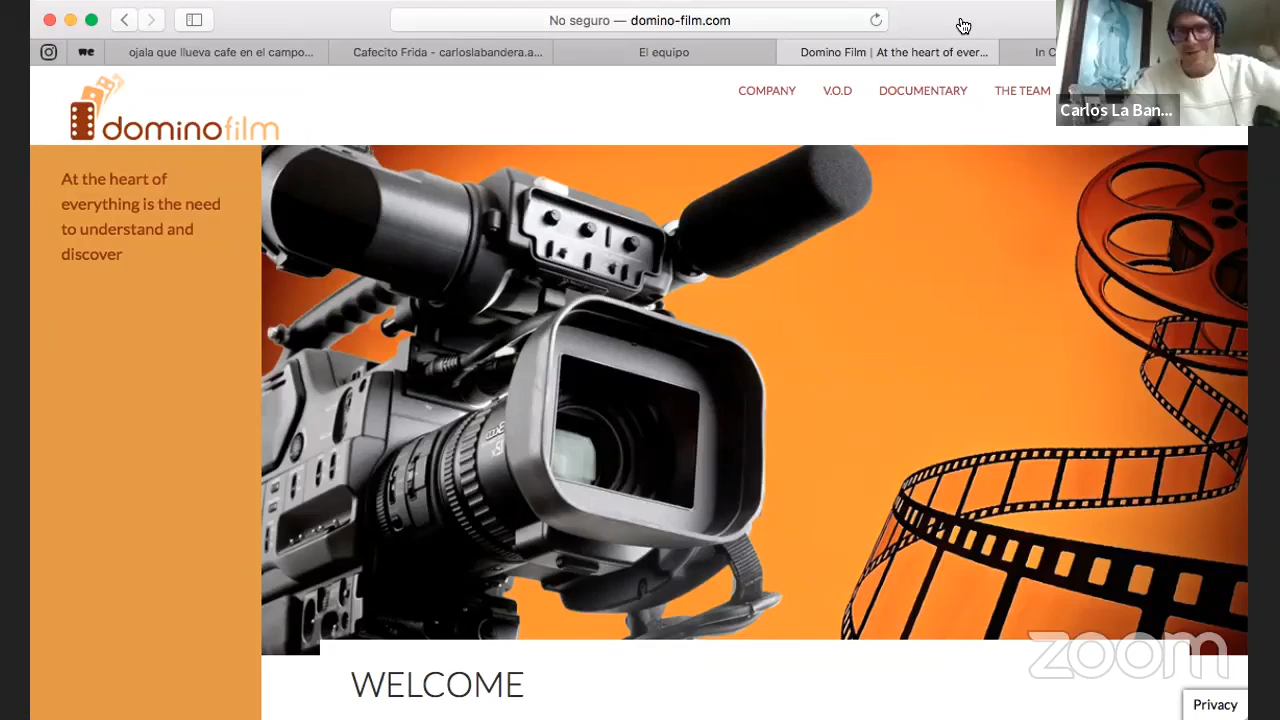 No seguro — domino-film.com
we
ojala que llueva cafe en el campo...
Cafecito Frida - carloslabandera.a...
El equipo
Domino Film | At the heart of ever...
In C
COMPANY
V.O.D
DOCUMENTARY
THE TEAM
Carlos La Ban...
dominofilm
At the heart of
everything is the need
to understand and
discover
WELCOME
zoom
Privacy